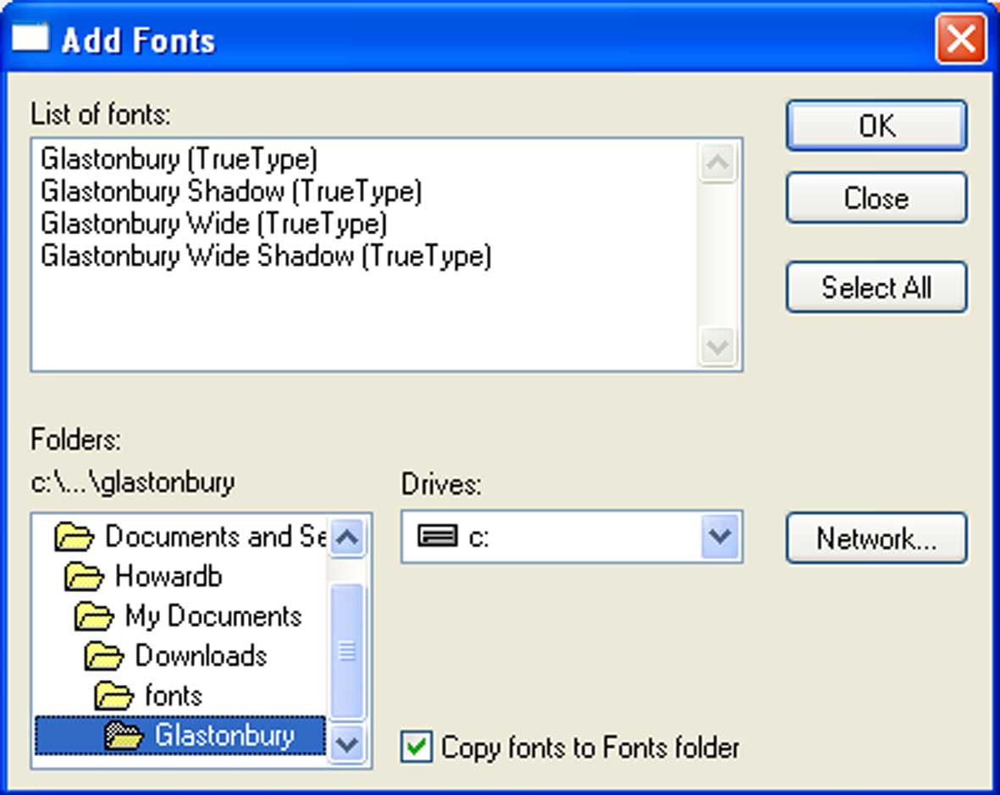 Add Fonts
List of fonts:
Glastonbury (TrueType)
Glastonbury Shadow (TrueType)
Glastonbury Wide (TrueType)
Glastonbury Wide Shadow (TrueType)
OK
Close
Select All
Folders:
c:\...\glastonbury
Documents and Se
Howardb
My Documents
Downloads
fonts
Glastonbury
Drives:
c:
Network...
Copy fonts to Fonts folder